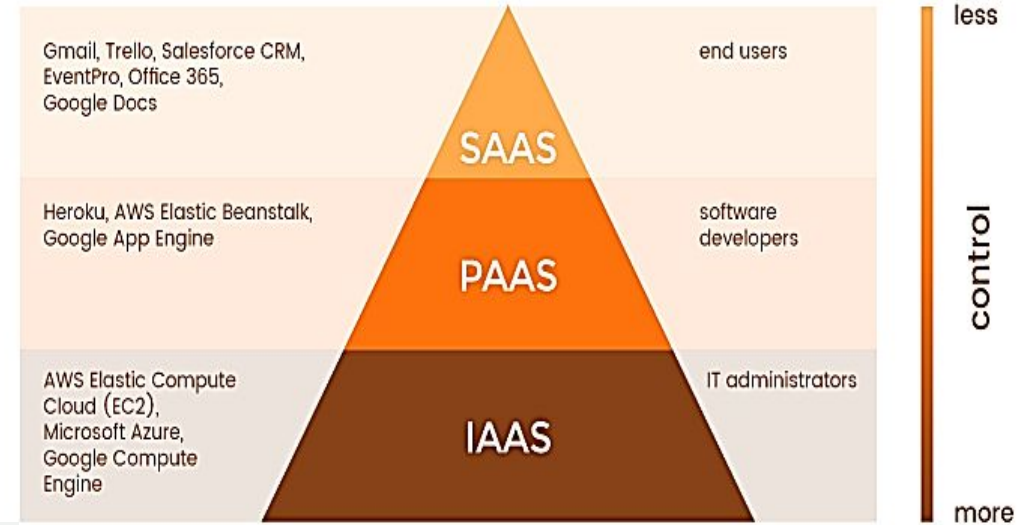 Gmail, Trello, Salesforce CRM,
EventPro, Office 365,
Google Docs
SAAS
end users
Heroku, AWS Elastic Beanstalk,
Google App Engine
PAAS
software
developers
AWS Elastic Compute
Cloud (EC2),
Microsoft Azure,
Google Compute
Engine
IAAS
IT administrators
less
control
more